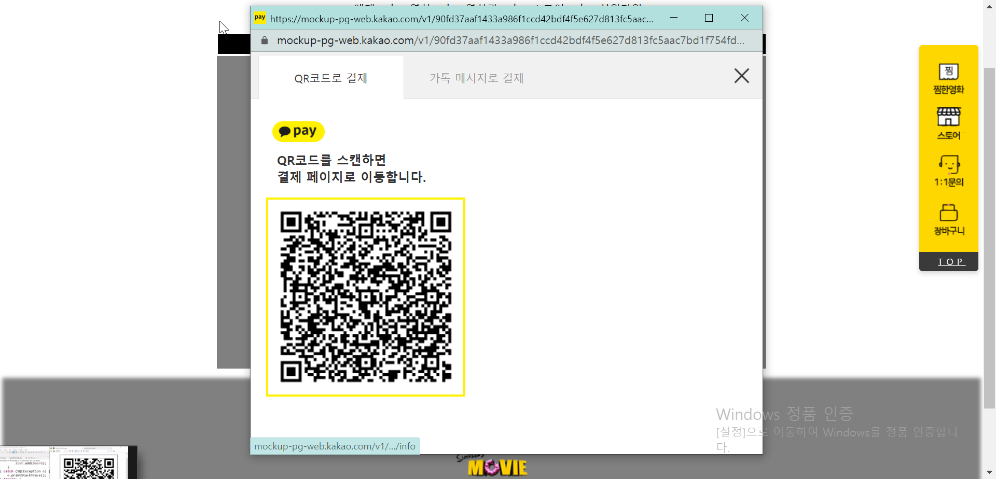 pay https://mockup-pg-web.kakao.com/v1/90fd37aaf1433a986f1ccd42bdf4f5e627d813fc5aac...
mockup-pg-web.kakao.com/v1/90fd37aaf1433a986f1ccd42bdf4f5e627d813fc5aac7bd1f754fd...
QR코드로 결제
가독 메시지로 결제
pay
QR코드를 스캔하면
결제 페이지로 이동합니다.
찜
찜한영화
스토어
1:1문의
장바구니
TOP
Windows 정품 인증
[설정]으로 이동하여 Windows를 정품 인증합니
다.
mockup-pg-web.kakao.com/v1/.../info
MOVIE